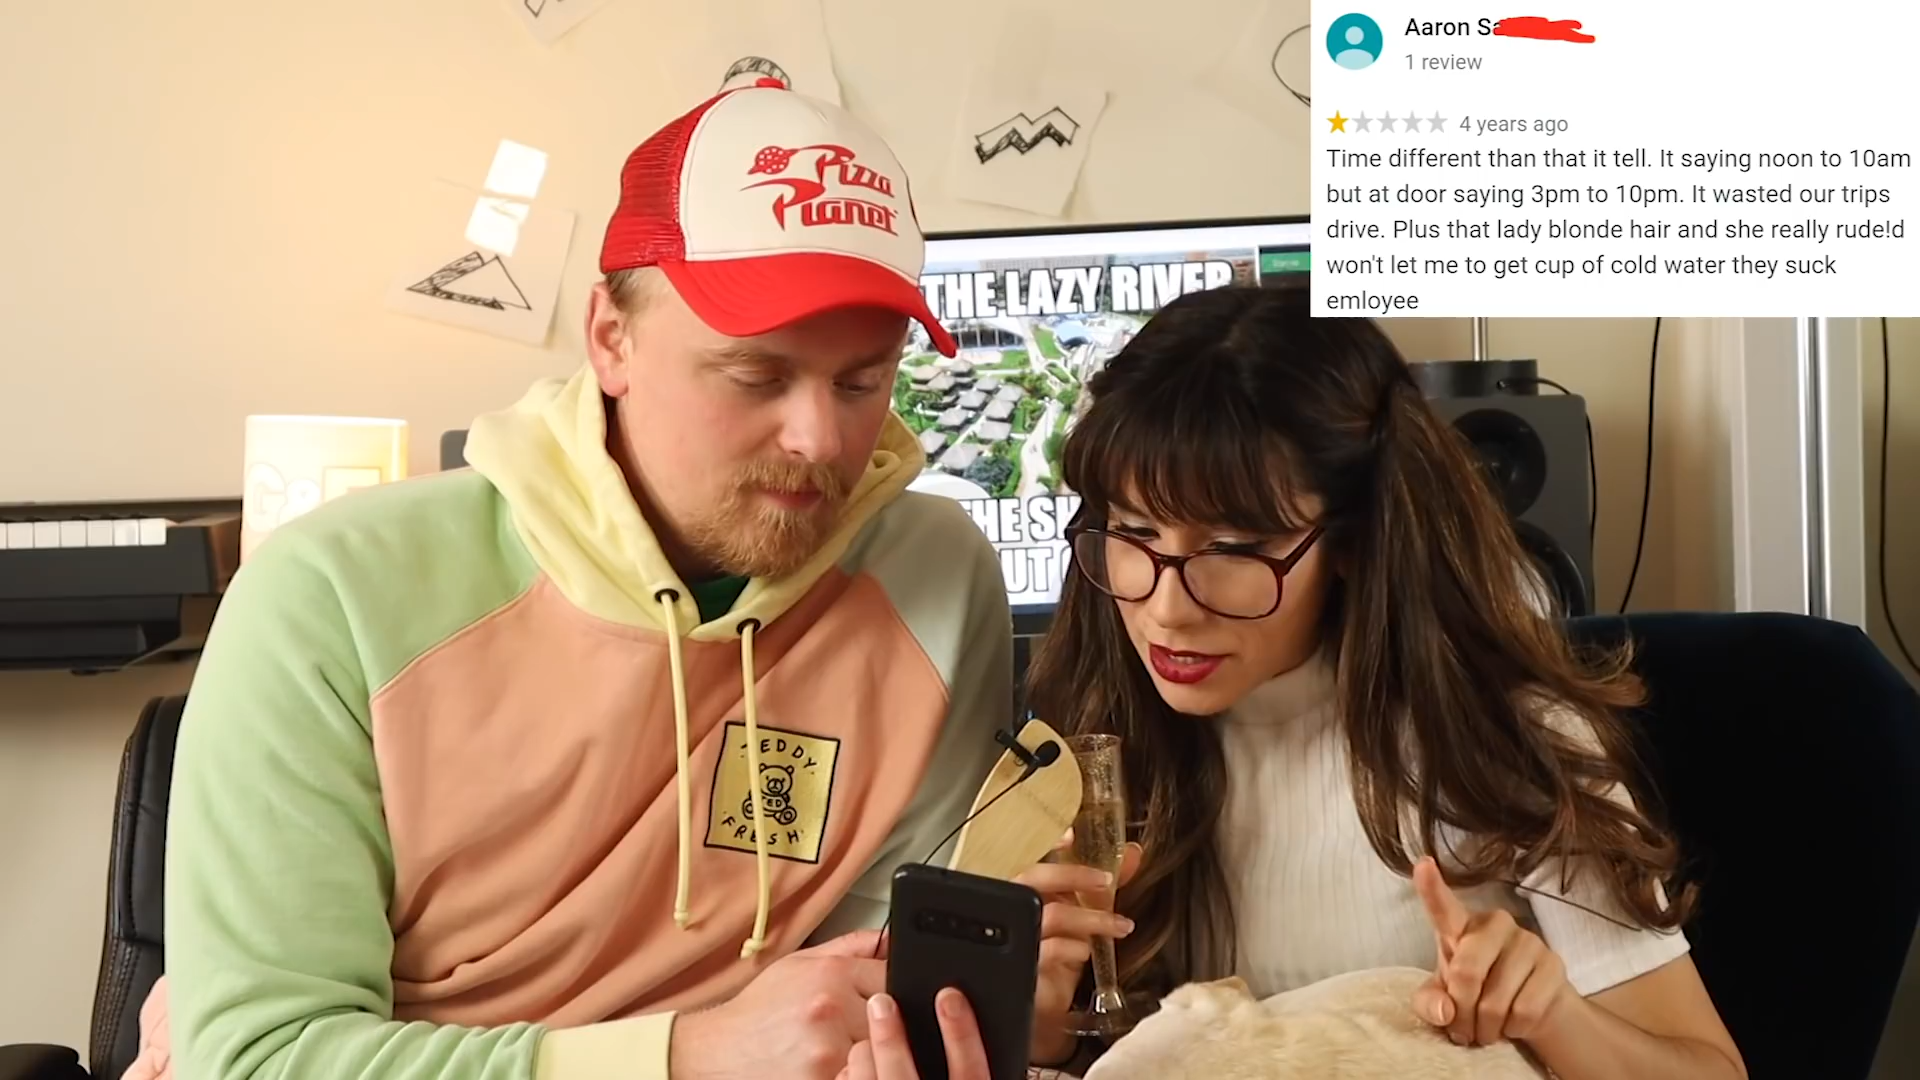 Aaron Sa
1 review
4 years ago
Time different than that it tell. It saying noon to 10am
but at door saying 3pm to 10pm. It wasted our trips
drive. Plus that lady blonde hair and she really rude!d
won't let me to get cup of cold water they suck
emloyee
Pizza
Planet
THE LAZY RIVER
TEDDY
TED
FRESH